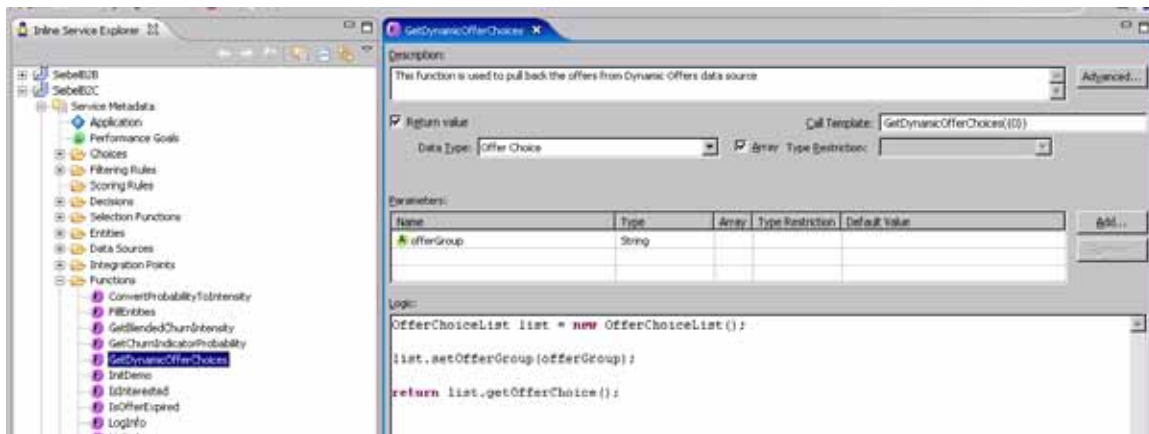 Inline Service Explorer
SiebelB2B
SiebelB2C
Service Metadata
Application
Performance Goals
Choices
Filtering Rules
Scoring Rules
Decisions
Selection Functions
Entities
Data Sources
Integration Points
Functions
ConvertProbabilityToIntensity
FillEntities
GetBlendedChurnIntensity
GetChurnIndicatorProbability
GetDynamicOfferChoices
InitDemo
IsInterested
IsOfferExpired
LogInfo
GetDynamicOfferChoices
Description:
This function is used to pull back the offers from Dynamic Offers data source
Advanced...
Return value
Call Template: GetDynamicOfferChoices({0})
Data Type: Offer Choice
Array Type Restriction:
Parameters:
Name Type Array Type Restriction Default Value
offerGroup String
Add...
Logic:
OfferChoiceList list = new OfferChoiceList();
list.setOfferGroup(offerGroup);
return list.getOfferChoice();